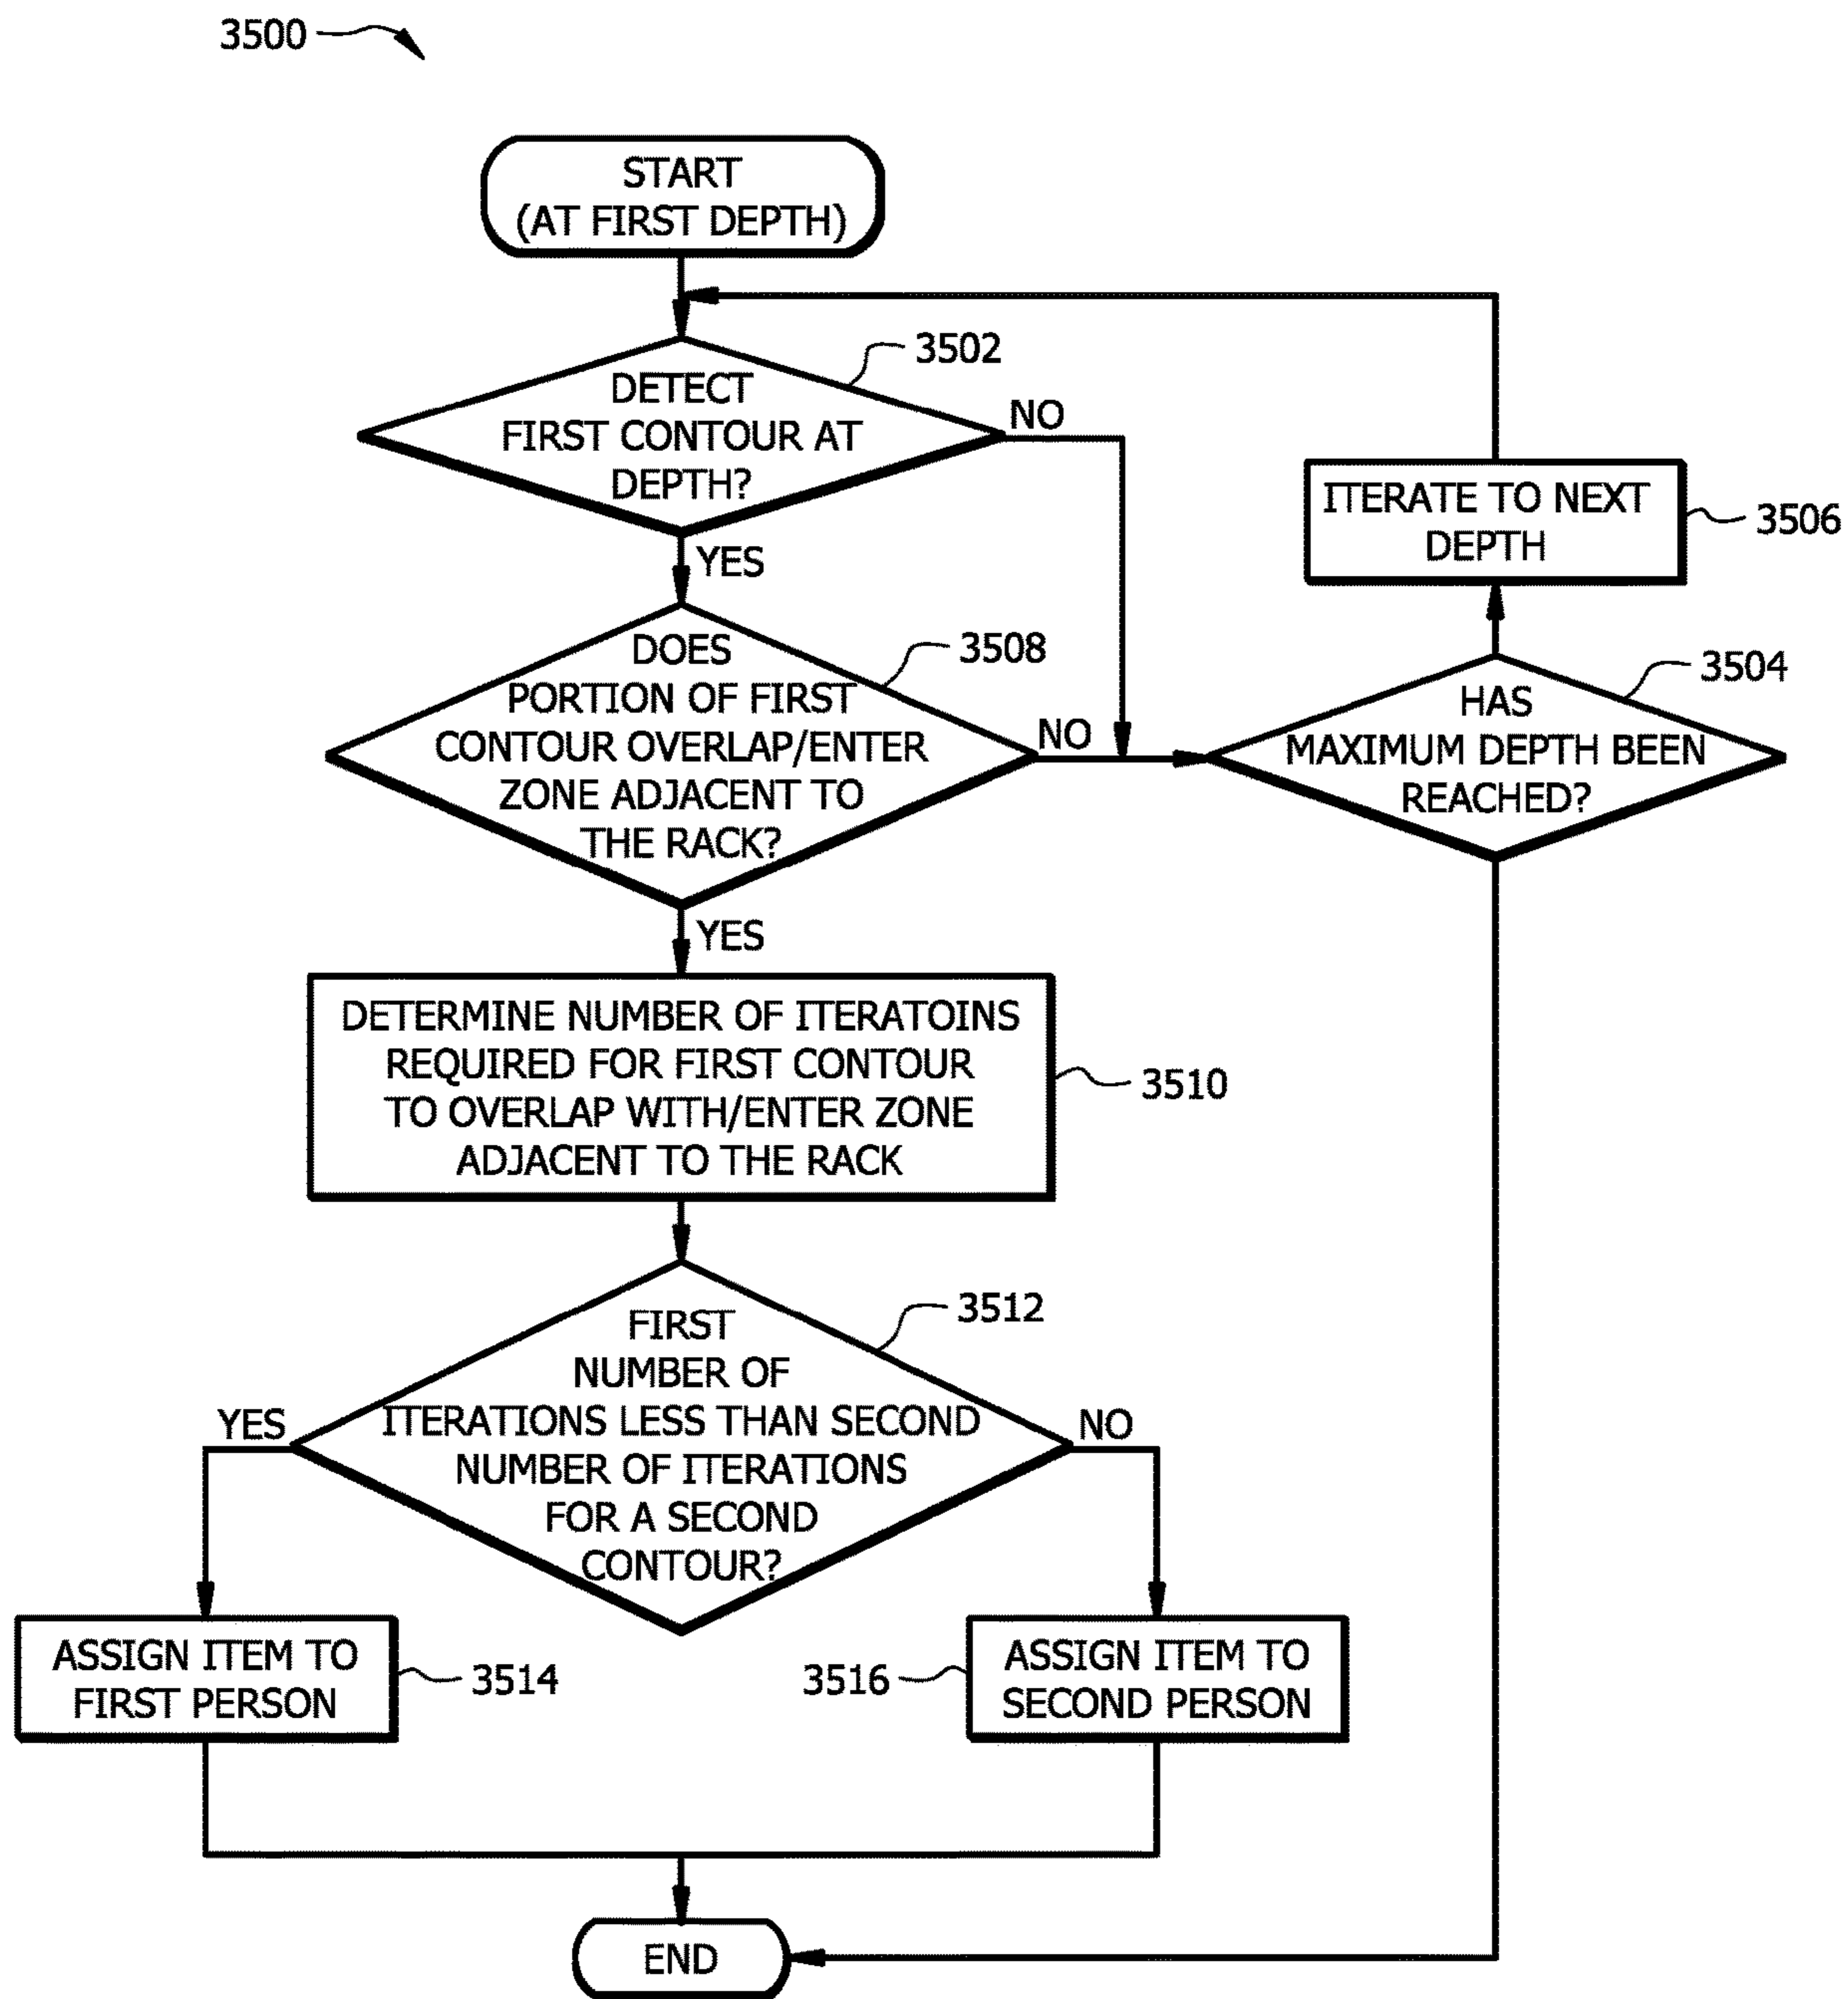 3500
START
(AT FIRST DEPTH)
3502
DETECT
FIRST CONTOUR AT
DEPTH?
NO
YES
ITERATE TO NEXT
DEPTH
3506
DOES
PORTION OF FIRST
CONTOUR OVERLAP/ENTER
ZONE ADJACENT TO
THE RACK?
3508
NO
3504
HAS
MAXIMUM DEPTH BEEN
REACHED?
YES
DETERMINE NUMBER OF ITERATOINS
REQUIRED FOR FIRST CONTOUR
TO OVERLAP WITH/ENTER ZONE
ADJACENT TO THE RACK
3510
3512
FIRST
NUMBER OF
ITERATIONS LESS THAN SECOND
NUMBER OF ITERATIONS
FOR A SECOND
CONTOUR?
YES
NO
ASSIGN ITEM TO
FIRST PERSON
3514
3516
ASSIGN ITEM TO
SECOND PERSON
END